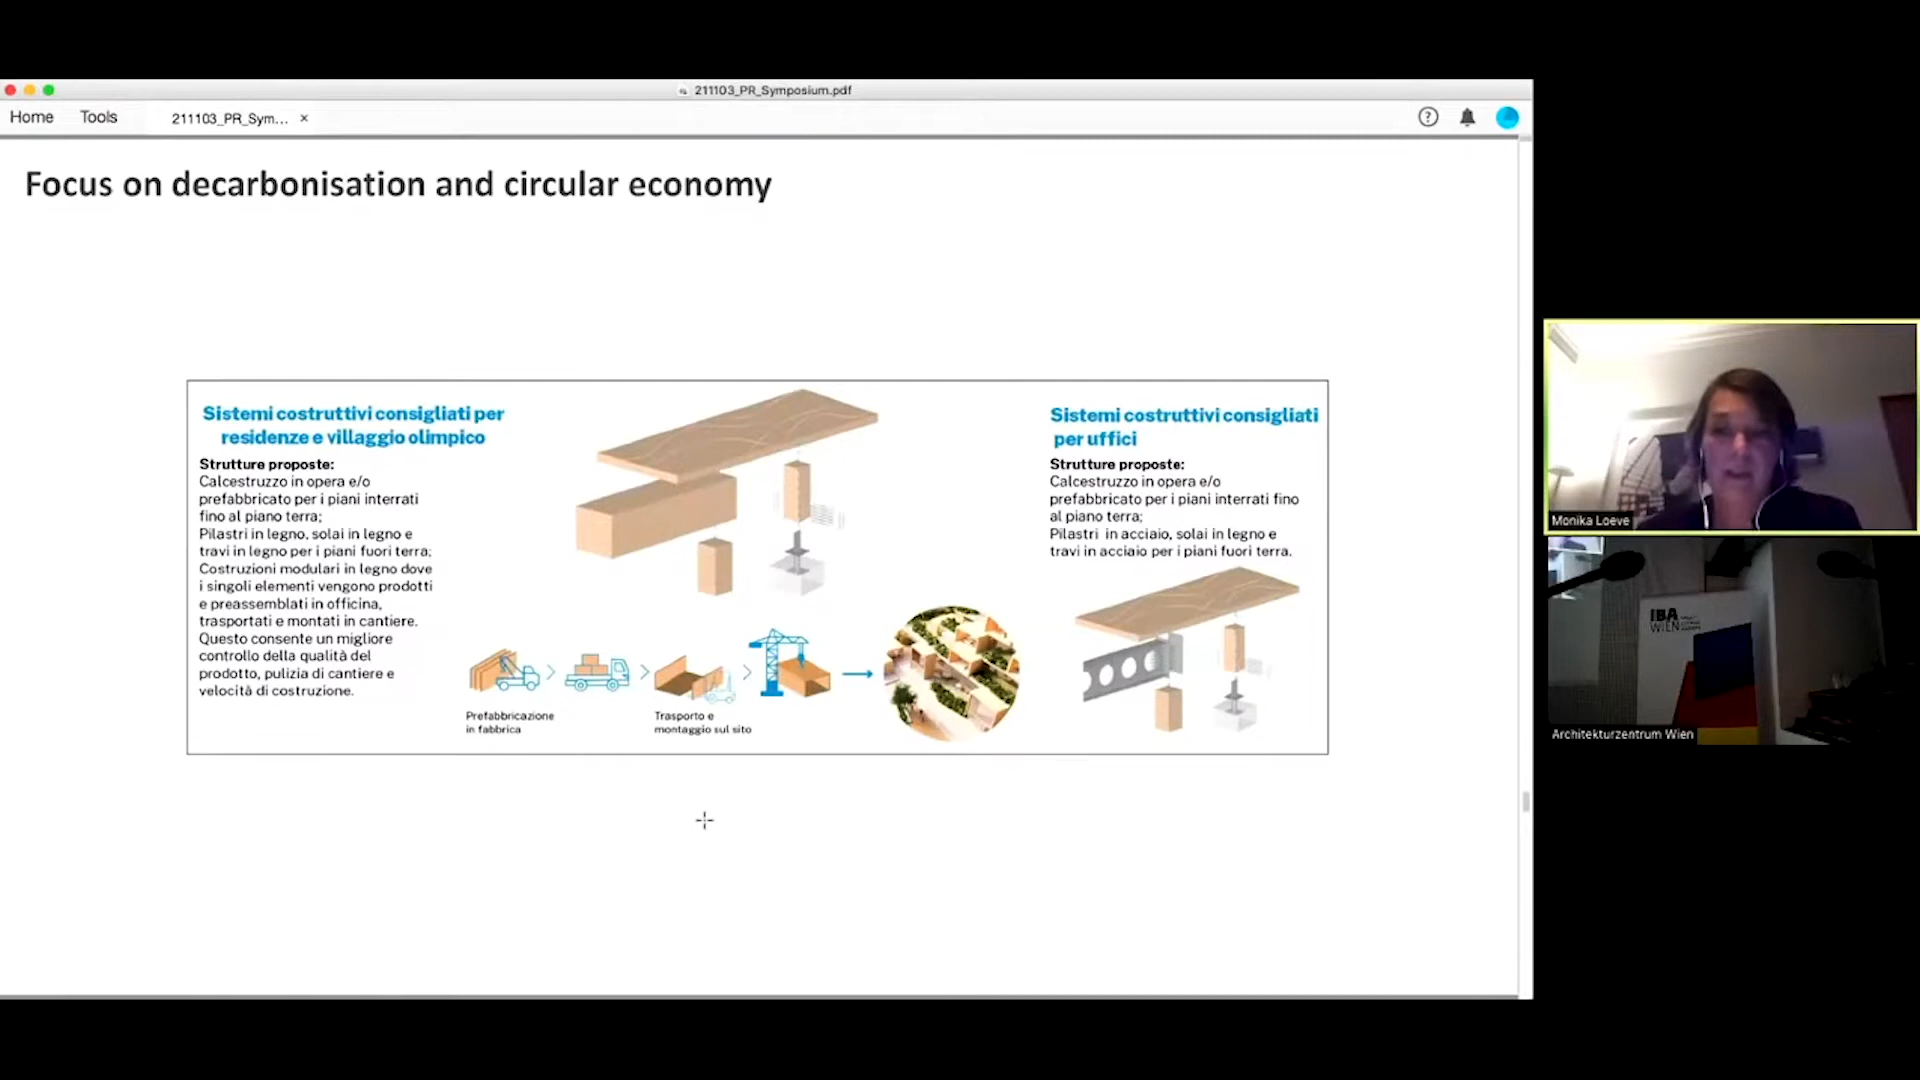 211103_PR_Symposium.pdf
Home Tools 211103_PR_Sym... ×
Focus on decarbonisation and circular economy
Sistemi costruttivi consigliati per
residenze e villaggio olimpico
Strutture proposte:
Calcestruzzo in opera e/o
prefabbricato per i piani interrati
fino al piano terra;
Pilastri in legno, solai in legno e
travi in legno per i piani fuori terra;
Costruzioni modulari in legno dove
i singoli elementi vengono prodotti
e preassemblati in officina,
trasportati e montati in cantiere.
Questo consente un migliore
controllo della qualità del
prodotto, pulizia di cantiere e
velocità di costruzione.
Prefabbricazione
in fabbrica
Trasporto e
montaggio sul sito
Sistemi costruttivi consigliati
per uffici
Strutture proposte:
Calcestruzzo in opera e/o
prefabbricato per i piani interrati fino
al piano terra;
Pilastri in acciaio, solai in legno e
travi in acciaio per i piani fuori terra.
Monika Loeve
IBA
WIEN
Architekturzentrum Wien